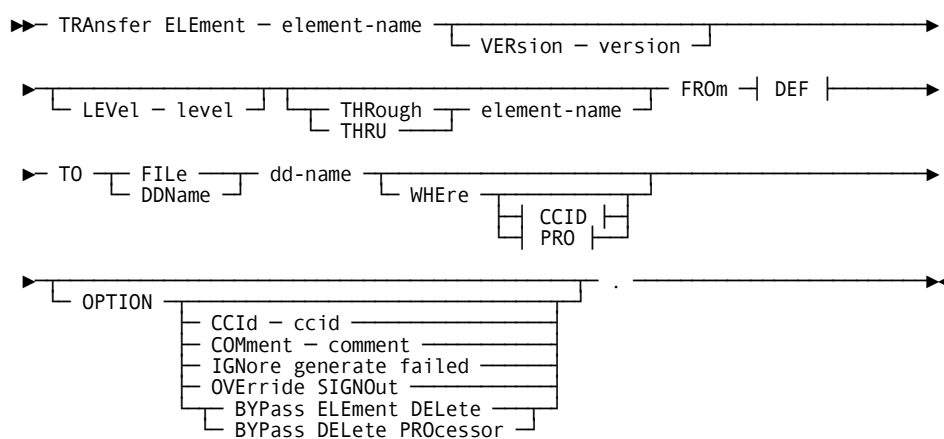 TRAnsfer ELEment — element-name
VERsion — version
LEVel — level
THRough
THRU
element-name
FROm
DEF
TO
FILe
DDName
dd-name
WHEre
CCID
PRO
OPTION
.
CCId — ccid
COMment — comment
IGNore generate failed
OVErride SIGNOut
BYPass ELEment DELete
BYPass DELete PROcessor